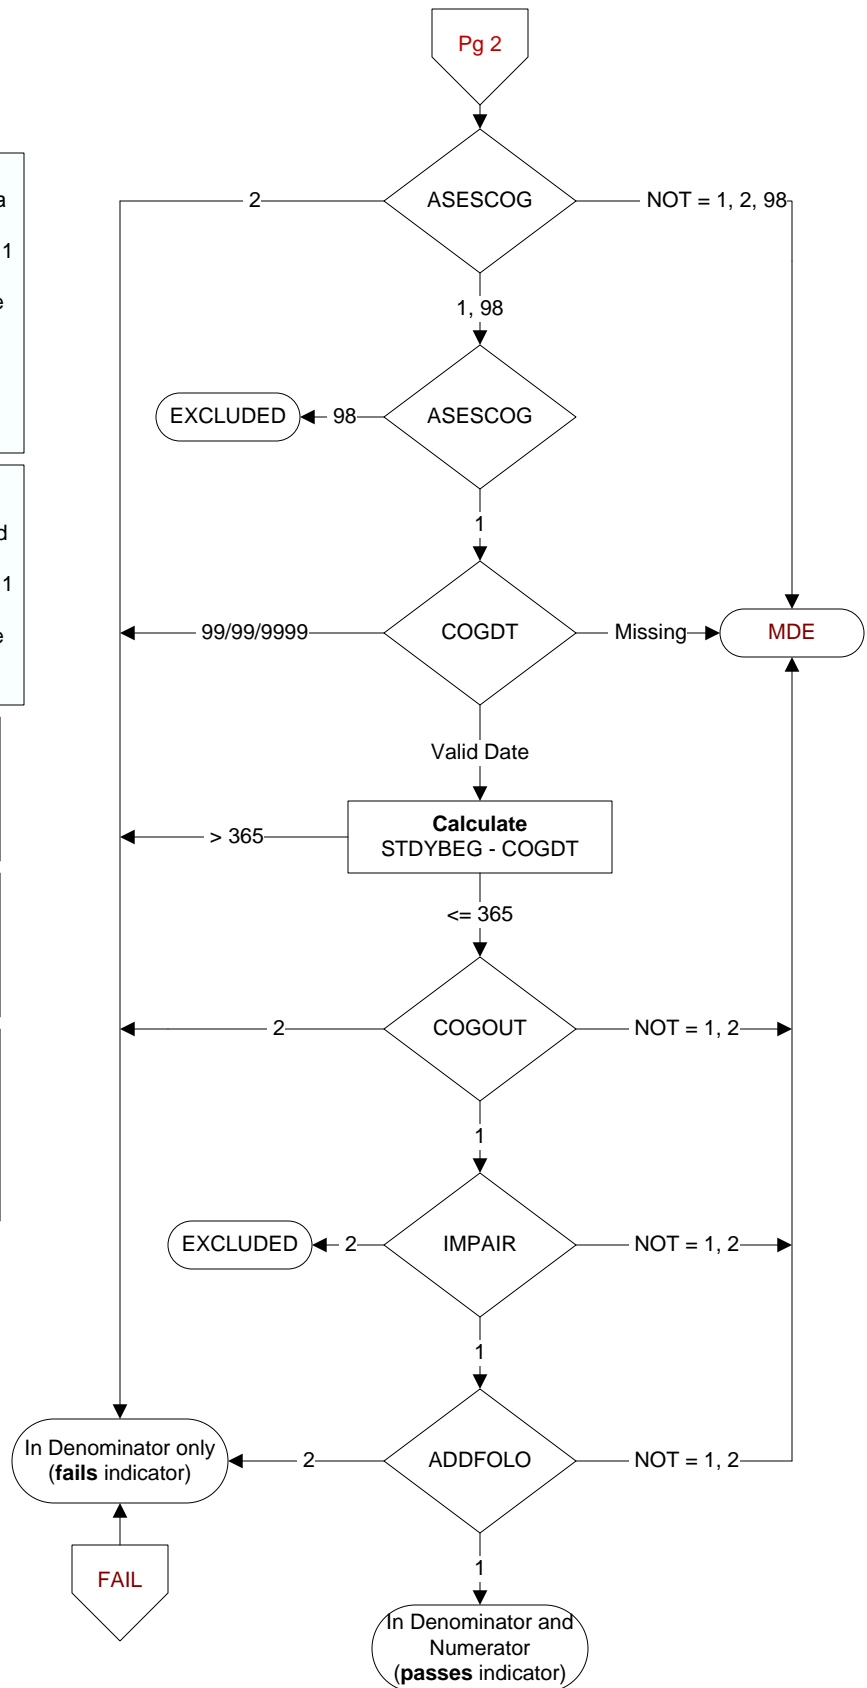 Pg 2
a
2
ASESCOG
NOT = 1, 2, 98
1
e
1, 98
EXCLUDED
98
ASESCOG
d
1
1
e
99/99/9999
COGDT
Missing
MDE
Valid Date
> 365
Calculate
STDYBEG - COGDT
<= 365
2
COGOUT
NOT = 1, 2
1
EXCLUDED
2
IMPAIR
NOT = 1, 2
1
In Denominator only
(fails indicator)
2
ADDFOLO
NOT = 1, 2
1
FAIL
In Denominator and
Numerator
(passes indicator)